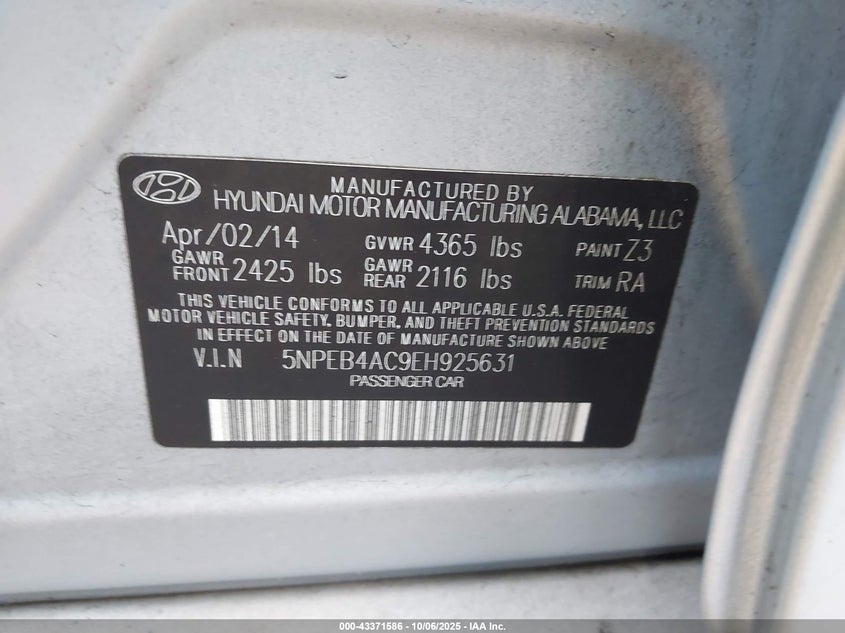 MANUFACTURED BY
HYUNDAI MOTOR MANUFACTURING ALABAMA, LLC
Apr/02/14 GVWR 4365 lbs PAINT Z3
GAWR FRONT 2425 lbs GAWR REAR 2116 lbs TRIM RA
THIS VEHICLE CONFORMS TO ALL APPLICABLE U.S.A. FEDERAL
MOTOR VEHICLE SAFETY, BUMPER, AND THEFT PREVENTION STANDARDS
IN EFFECT ON THE DATE OF MANUFACTURE SHOWN ABOVE
V.I.N 5NPEB4AC9EH925631
PASSENGER CAR
000-43371586 - 10/06/2025 - IAA Inc.